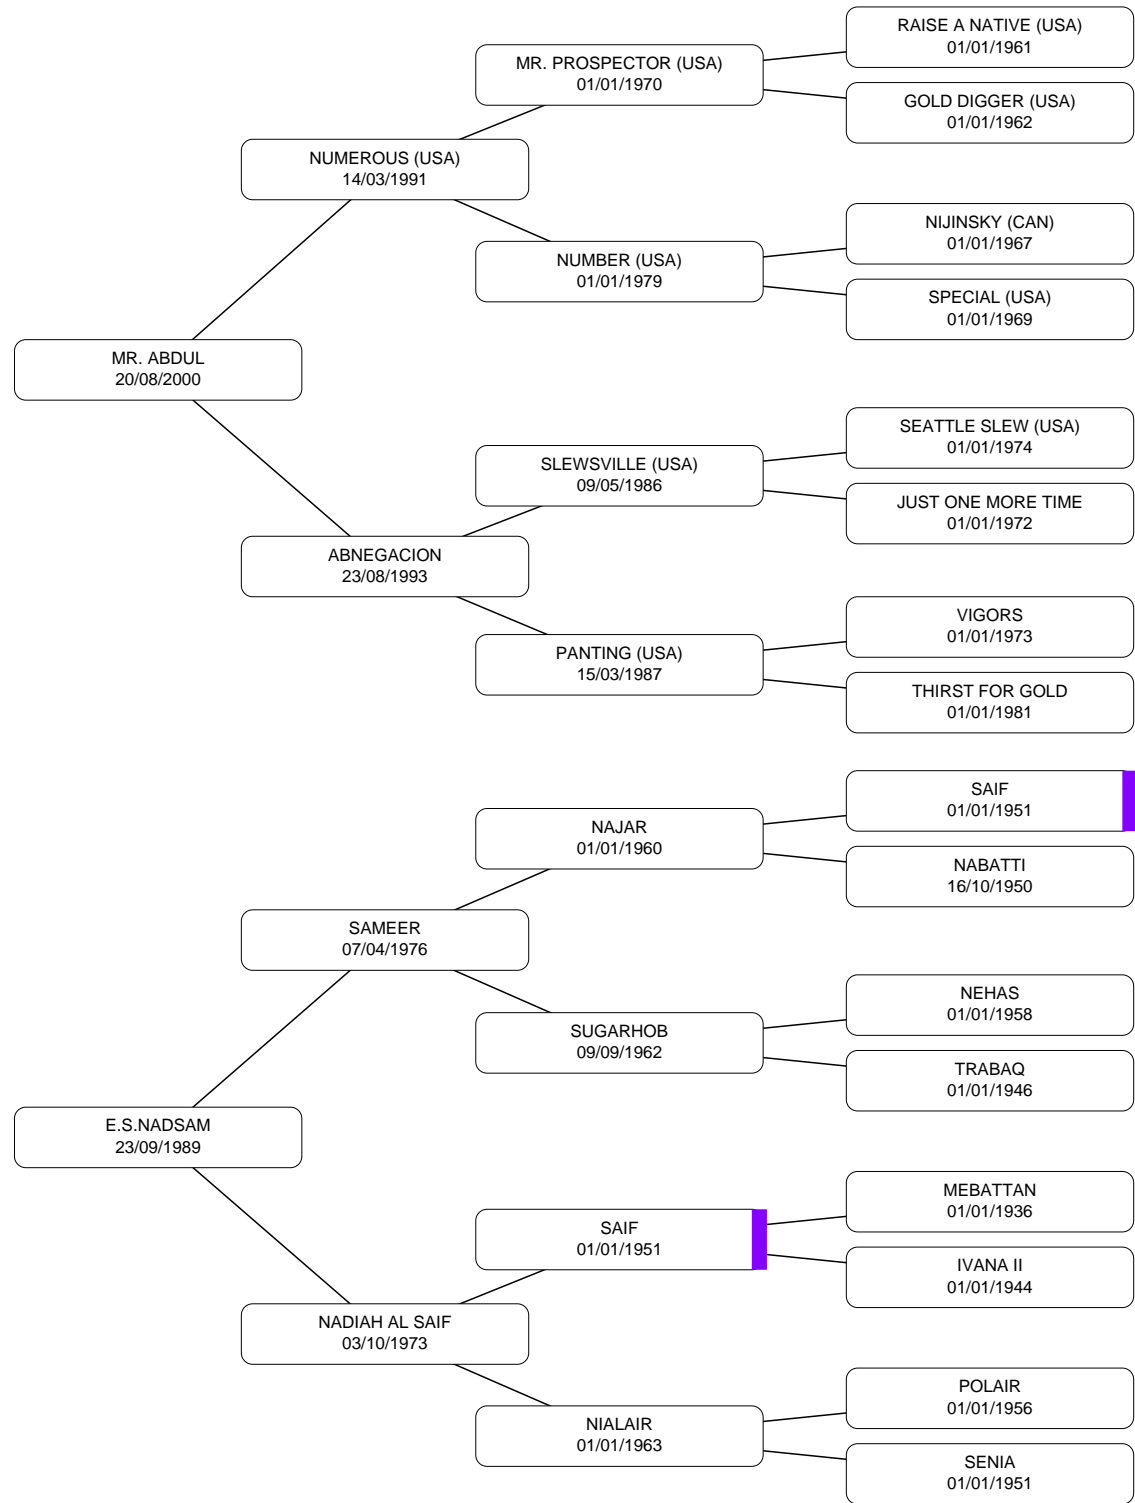 RAISE A NATIVE (USA)
01/01/1961
MR. PROSPECTOR (USA)
01/01/1970
GOLD DIGGER (USA)
01/01/1962
NUMEROUS (USA)
14/03/1991
NIJINSKY (CAN)
01/01/1967
NUMBER (USA)
01/01/1979
SPECIAL (USA)
01/01/1969
MR. ABDUL
20/08/2000
SEATTLE SLEW (USA)
01/01/1974
SLEWSVILLE (USA)
09/05/1986
JUST ONE MORE TIME
01/01/1972
ABNEGACION
23/08/1993
VIGORS
01/01/1973
PANTING (USA)
15/03/1987
THIRST FOR GOLD
01/01/1981
SAIF
01/01/1951
NAJAR
01/01/1960
NABATTI
16/10/1950
SAMEER
07/04/1976
NEHAS
01/01/1958
SUGARHOB
09/09/1962
TRABAQ
01/01/1946
E.S.NADSAM
23/09/1989
MEBATTAN
01/01/1936
SAIF
01/01/1951
IVANA II
01/01/1944
NADIAH AL SAIF
03/10/1973
POLAIR
01/01/1956
NIALAIR
01/01/1963
SENIA
01/01/1951